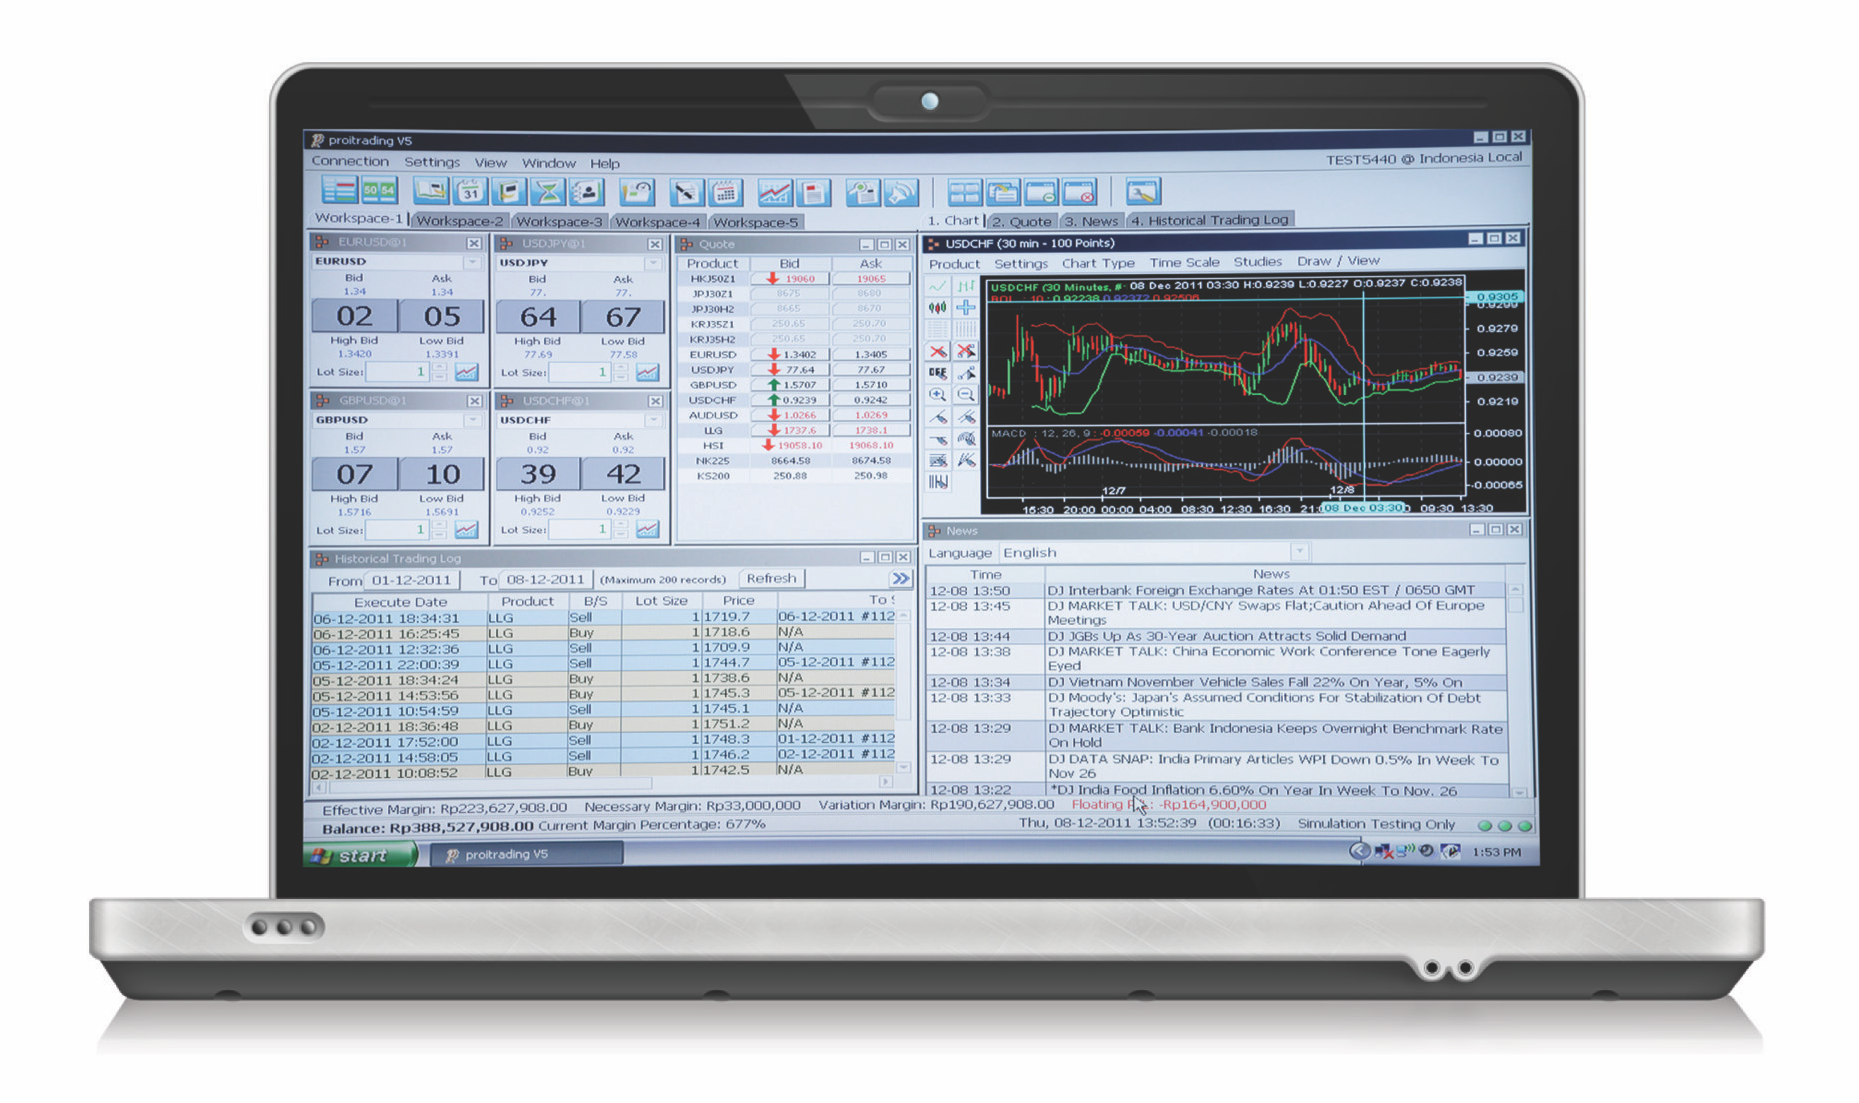 proitrading V5
Connection Settings View Window Help
TEST5440 @ Indonesia Local
50 54
31
Workspace-1 Workspace-2 Workspace-3 Workspace-4 Workspace-5
1. Chart 2. Quote 3. News 4. Historical Trading Log
EURUSD@1
EURUSD
Bid Ask
1.34 1.34
02 05
High Bid Low Bid
1.3420 1.3391
Lot Size: 1
USDJPY@1
USDJPY
Bid Ask
77. 77.
64 67
High Bid Low Bid
77.69 77.58
Lot Size: 1
GBPUSD@1
GBPUSD
Bid Ask
1.57 1.57
07 10
High Bid Low Bid
1.5716 1.5691
Lot Size: 1
USDCHF@1
USDCHF
Bid Ask
0.92 0.92
39 42
High Bid Low Bid
0.9252 0.9229
Lot Size: 1
Quote
Product Bid Ask
HKJ50Z1 19060 19065
JPJ30Z1 8675 8680
JPJ30H2 8665 8670
KRJ35Z1 250.65 250.70
KRJ35H2 250.65 250.70
EURUSD 1.3402 1.3405
USDJPY 77.64 77.67
GBPUSD 1.5707 1.5710
USDCHF 0.9239 0.9242
AUDUSD 1.0266 1.0269
LLG 1737.6 1738.1
HSI 19058.10 19068.10
NK225 8664.58 8674.58
KS200 250.88 250.98
USDCHF (30 min - 100 Points)
Product Settings Chart Type Time Scale Studies Draw / View
USDCHF (30 Minutes, # 08 Dec 2011 03:30 H:0.9239 L:0.9227 O:0.9237 C:0.9238
BOL : 10 : 0.92238 0.92372 0.92506
0.9305
0.9279
0.9259
0.9239
0.9219
MACD : 12, 26, 9 : -0.00059 -0.00041 -0.00018
0.00080
0.00000
-0.00065
12/7 12/8
15:30 20:00 00:00 04:00 08:30 12:30 16:30 08 Dec 03:30 09:30 13:30
OFF
Historical Trading Log
From 01-12-2011 To 08-12-2011 (Maximum 200 records) Refresh
Execute Date Product B/S Lot Size Price To
06-12-2011 18:34:31 LLG Sell 1 1719.7 06-12-2011 #112
06-12-2011 16:25:45 LLG Buy 1 1718.6 N/A
06-12-2011 12:32:36 LLG Sell 1 1709.9 N/A
05-12-2011 22:00:39 LLG Sell 1 1744.7 05-12-2011 #112
05-12-2011 18:34:24 LLG Buy 1 1738.6 N/A
05-12-2011 14:53:56 LLG Buy 1 1745.3 05-12-2011 #112
05-12-2011 10:54:59 LLG Sell 1 1745.1 N/A
02-12-2011 18:36:48 LLG Buy 1 1751.2 N/A
02-12-2011 17:52:00 LLG Sell 1 1748.3 01-12-2011 #112
02-12-2011 14:58:05 LLG Sell 1 1746.2 02-12-2011 #112
02-12-2011 10:08:52 LLG Buy 1 1742.5 N/A
News
Language English
Time News
12-08 13:50 DJ Interbank Foreign Exchange Rates At 01:50 EST / 0650 GMT
12-08 13:45 DJ MARKET TALK: USD/CNY Swaps Flat;Caution Ahead Of Europe
Meetings
12-08 13:44 DJ JGBs Up As 30-Year Auction Attracts Solid Demand
12-08 13:38 DJ MARKET TALK: China Economic Work Conference Tone Eagerly
Eyed
12-08 13:34 DJ Vietnam November Vehicle Sales Fall 22% On Year, 5% On
12-08 13:33 DJ Moody's: Japan's Assumed Conditions For Stabilization Of Debt
Trajectory Optimistic
12-08 13:29 DJ MARKET TALK: Bank Indonesia Keeps Overnight Benchmark Rate
On Hold
12-08 13:29 DJ DATA SNAP: India Primary Articles WPI Down 0.5% In Week To
Nov 26
12-08 13:22 *DJ India Food Inflation 6.60% On Year In Week To Nov. 26
Effective Margin: Rp223,627,908.00 Necessary Margin: Rp33,000,000 Variation Margin: Rp190,627,908.00 Floating -Rp164,900,000
Balance: Rp388,527,908.00 Current Margin Percentage: 677% Thu, 08-12-2011 13:52:39 (00:16:33) Simulation Testing Only
start proitrading V5 1:53 PM